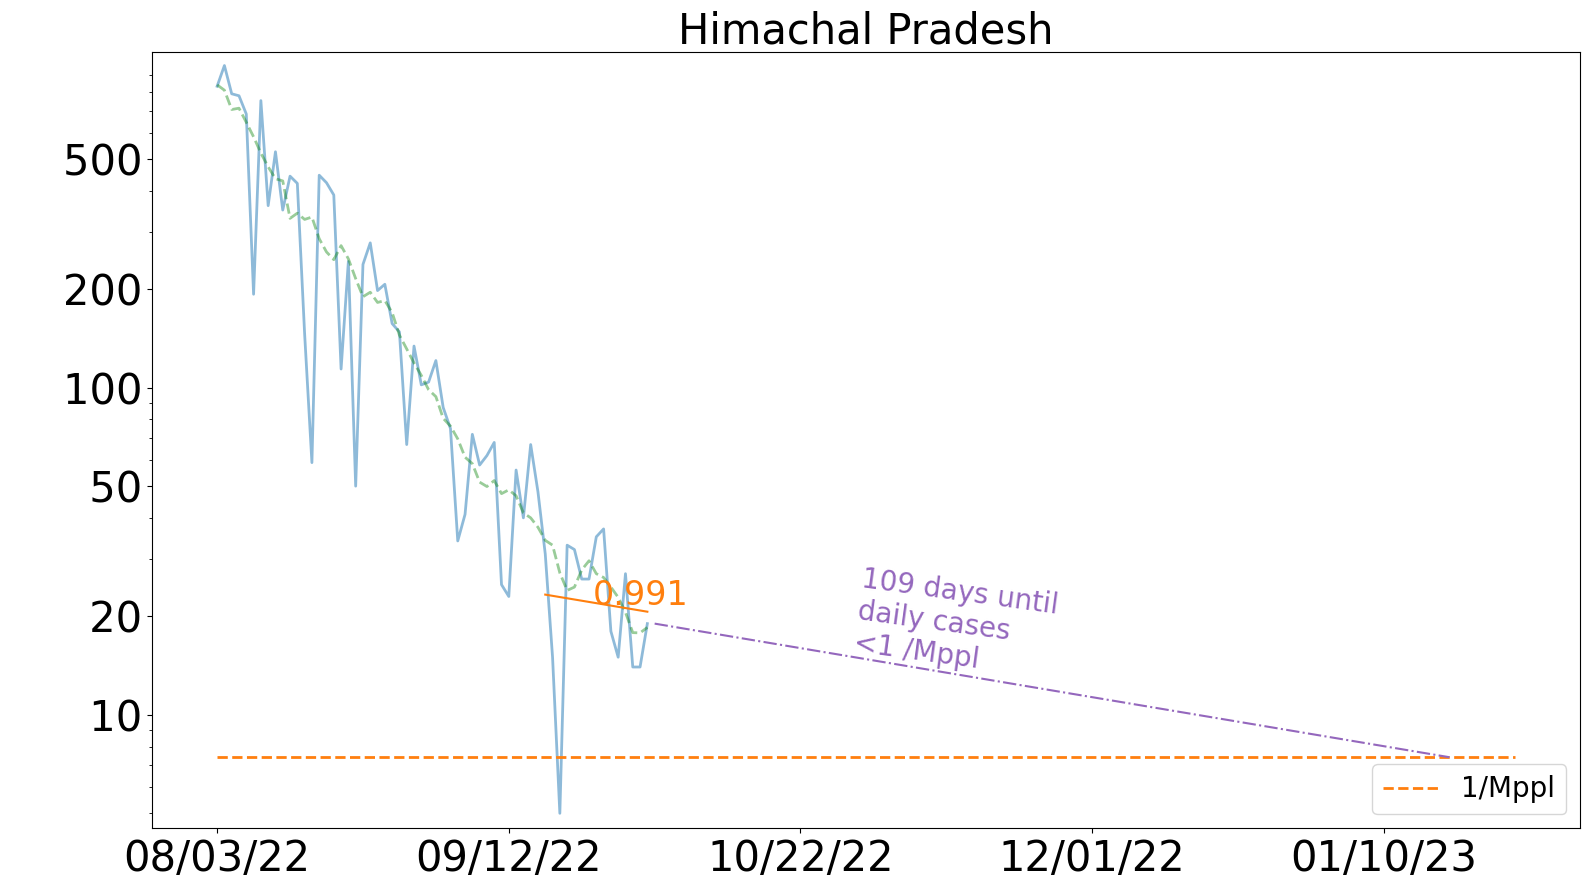 Himachal Pradesh
500
200
100
50
20
10
0.991
109 days until
daily cases
<1 /Mppl
1/Mppl
08/03/22
09/12/22
10/22/22
12/01/22
01/10/23